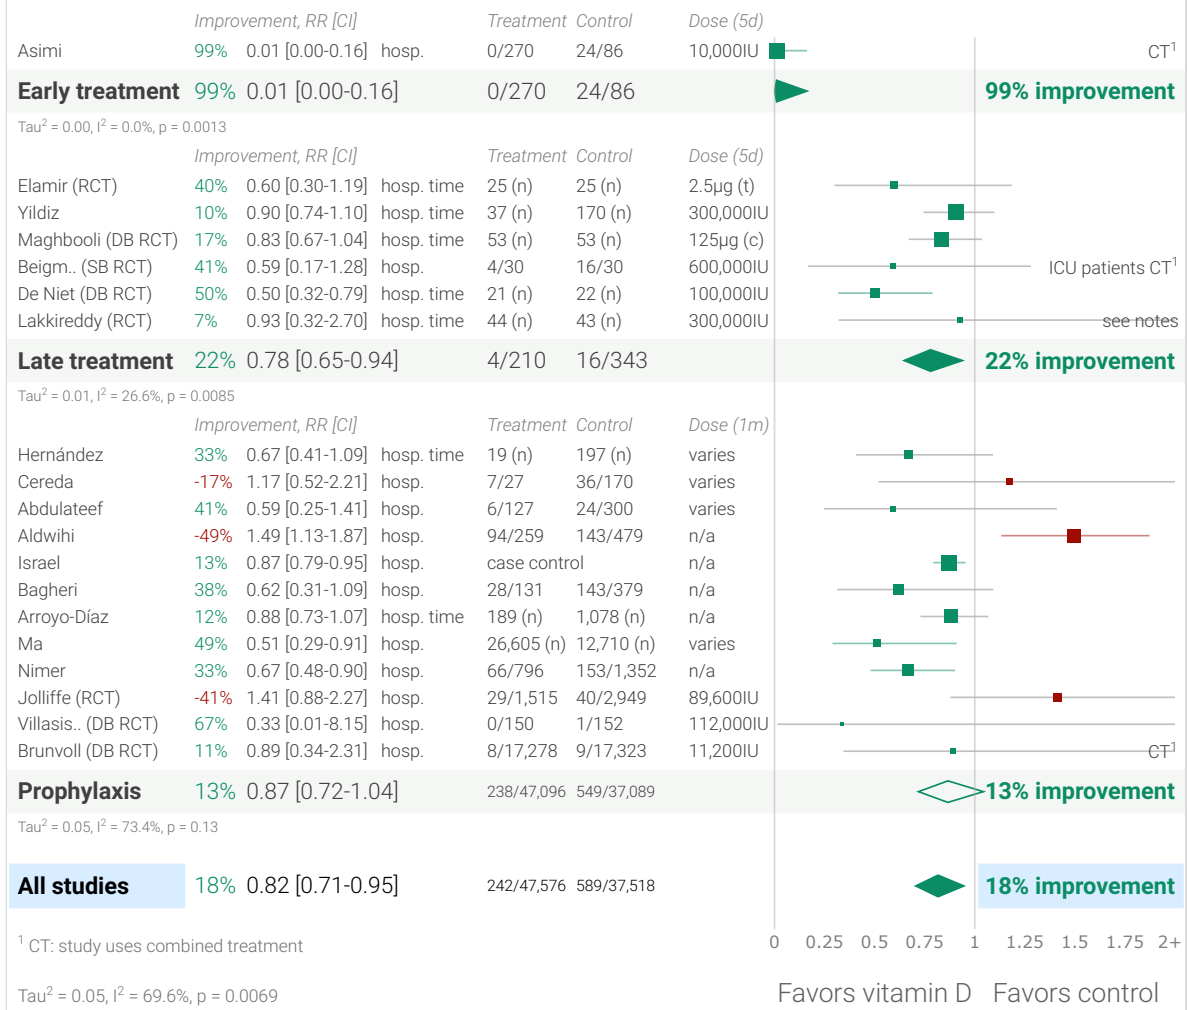 Improvement, RR [CI] Treatment Control Dose (5d)
Asimi 99% 0.01 [0.00-0.16] hosp. 0/270 24/86 10,000IU CT1
Early treatment 99% 0.01 [0.00-0.16] 0/270 24/86 99% improvement
Tau2 = 0.00, I2 = 0.0%, p = 0.0013
Improvement, RR [CI] Treatment Control Dose (5d)
Elamir (RCT) 40% 0.60 [0.30-1.19] hosp. time 25 (n) 25 (n) 2.5µg (t)
Yildiz 10% 0.90 [0.74-1.10] hosp. time 37 (n) 170 (n) 300,000IU
Maghbooli (DB RCT) 17% 0.83 [0.67-1.04] hosp. time 53 (n) 53 (n) 125µg (c)
Beigm.. (SB RCT) 41% 0.59 [0.17-1.28] hosp. 4/30 16/30 600,000IU ICU patients CT1
De Niet (DB RCT) 50% 0.50 [0.32-0.79] hosp. time 21 (n) 22 (n) 100,000IU
Lakkireddy (RCT) 7% 0.93 [0.32-2.70] hosp. time 44 (n) 43 (n) 300,000IU see notes
Late treatment 22% 0.78 [0.65-0.94] 4/210 16/343 22% improvement
Tau2 = 0.01, I2 = 26.6%, p = 0.0085
Improvement, RR [CI] Treatment Control Dose (1m)
Hernández 33% 0.67 [0.41-1.09] hosp. time 19 (n) 197 (n) varies
Cereda -17% 1.17 [0.52-2.21] hosp. 7/27 36/170 varies
Abdulateef 41% 0.59 [0.25-1.41] hosp. 6/127 24/300 varies
Aldwihi -49% 1.49 [1.13-1.87] hosp. 94/259 143/479 n/a
Israel 13% 0.87 [0.79-0.95] hosp. case control n/a
Bagheri 38% 0.62 [0.31-1.09] hosp. 28/131 143/379 n/a
Arroyo-Díaz 12% 0.88 [0.73-1.07] hosp. time 189 (n) 1,078 (n) n/a
Ma 49% 0.51 [0.29-0.91] hosp. 26,605 (n) 12,710 (n) varies
Nimer 33% 0.67 [0.48-0.90] hosp. 66/796 153/1,352 n/a
Jolliffe (RCT) -41% 1.41 [0.88-2.27] hosp. 29/1,515 40/2,949 89,600IU
Villasis.. (DB RCT) 67% 0.33 [0.01-8.15] hosp. 0/150 1/152 112,000IU
Brunvoll (DB RCT) 11% 0.89 [0.34-2.31] hosp. 8/17,278 9/17,323 11,200IU CT1
Prophylaxis 13% 0.87 [0.72-1.04] 238/47,096 549/37,089 13% improvement
Tau2 = 0.05, I2 = 73.4%, p = 0.13
All studies 18% 0.82 [0.71-0.95] 242/47,576 589/37,518 18% improvement
1 CT: study uses combined treatment
0 0.25 0.5 0.75 1 1.25 1.5 1.75 2+
Tau2 = 0.05, I2 = 69.6%, p = 0.0069
Favors vitamin D Favors control